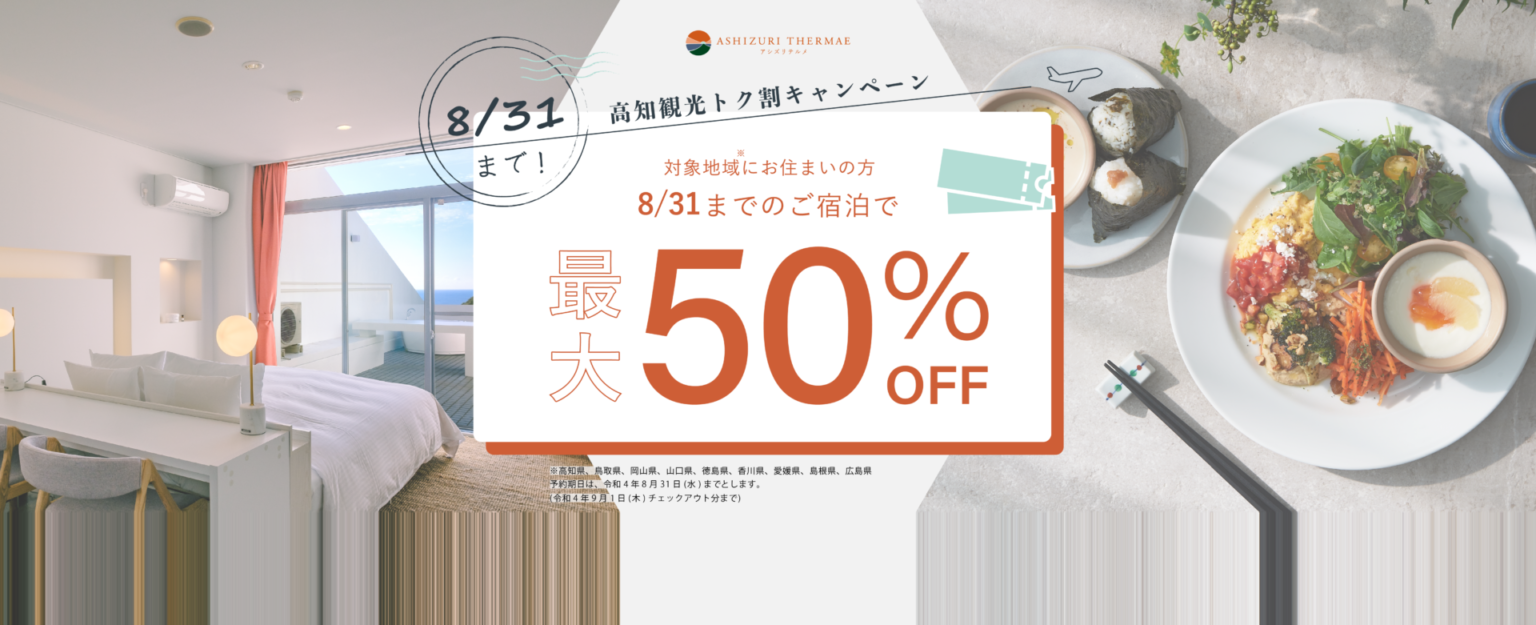 ASHIZURI THERMAE
アシズリテルメ
8/31
まで!
高知観光トク割キャンペーン
※
対象地域にお住まいの方
8/31までのご宿泊で
最大
50%
OFF
※高知県、鳥取県、岡山県、山口県、徳島県、香川県、愛媛県、島根県、広島県
予約期日は、令和4年8月31日(水)までとします。
(令和4年9月1日(木)チェックアウト分まで)